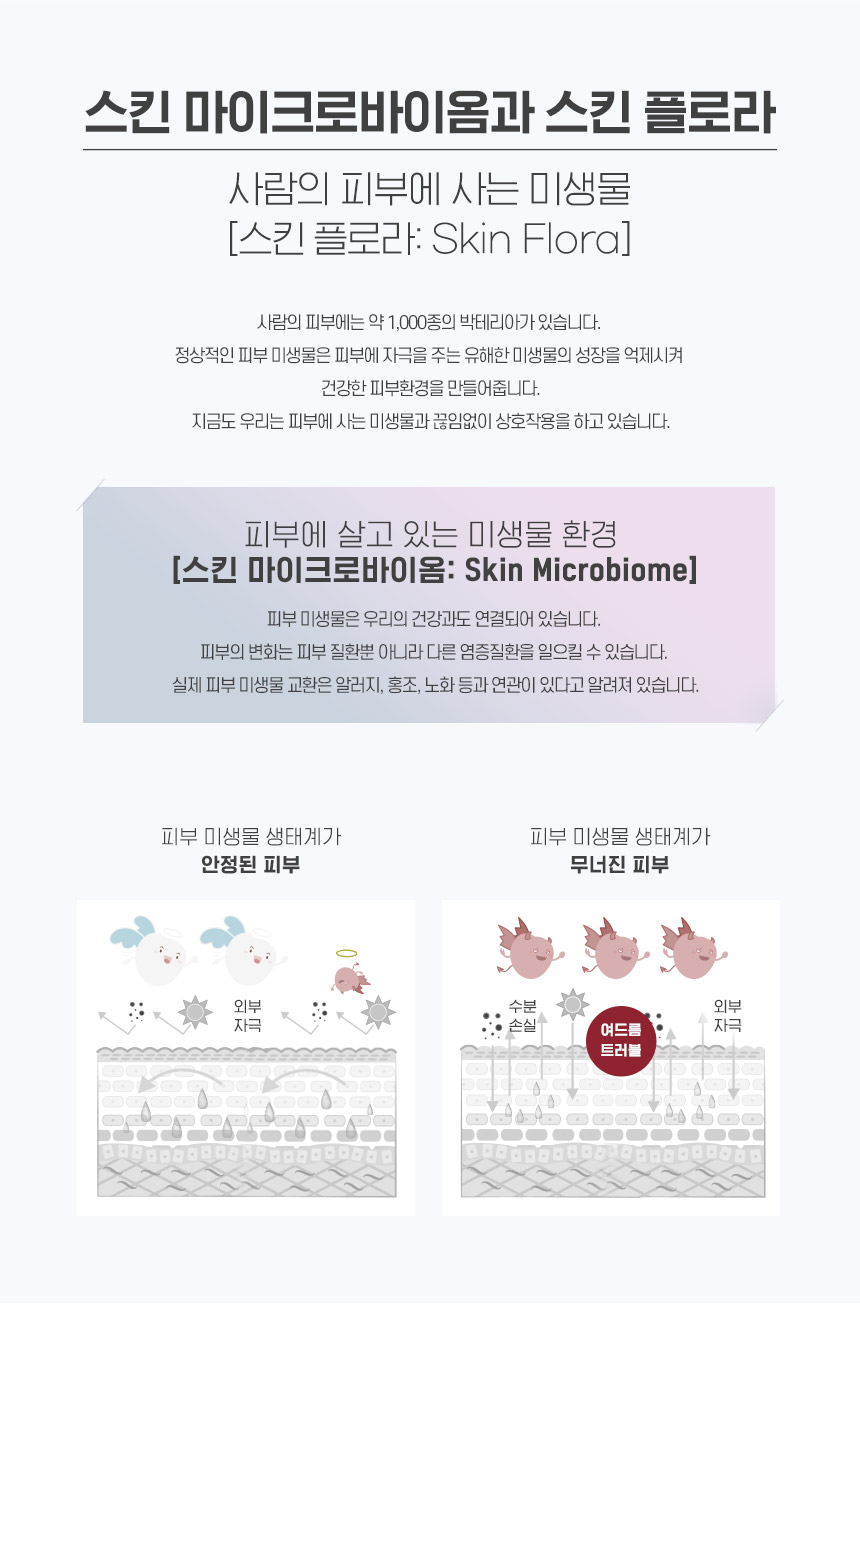 스킨 마이크로바이옴과 스킨 플로라
사람의 피부에 사는 미생물
[스킨 플로라: Skin Flora]
사람의 피부에는 약 1,000종의 박테리아가 있습니다.
정상적인 피부 미생물은 피부에 자극을 주는 유해한 미생물의 성장을 억제시켜
건강한 피부환경을 만들어줍니다.
지금도 우리는 피부에 사는 미생물과 끊임없이 상호작용을 하고 있습니다.
피부에 살고 있는 미생물 환경
[스킨 마이크로바이옴: Skin Microbiome]
피부 미생물은 우리의 건강과도 연결되어 있습니다.
피부의 변화는 피부 질환뿐 아니라 다른 염증질환을 일으킬 수 있습니다.
실제 피부 미생물 교환은 알러지, 홍조, 노화 등과 연관이 있다고 알려져 있습니다.
피부 미생물 생태계가
안정된 피부
외부
자극
피부 미생물 생태계가
무너진 피부
수분
손실
여드름
트러블
외부
자극